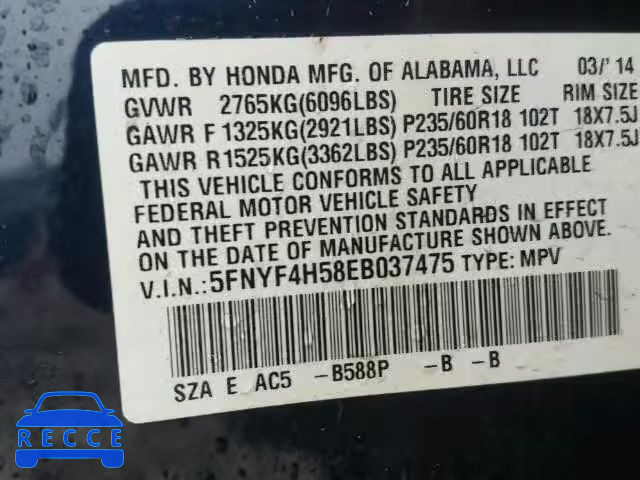 MFD. BY HONDA MFG. OF ALABAMA, LLC 03/'14
GVWR 2765KG(6096LBS) TIRE SIZE RIM SIZE
GAWR F 1325KG(2921LBS) P235/60R18 102T 18X7.5J
GAWR R1525KG(3362LBS) P235/60R18 102T 18X7.5J
THIS VEHICLE CONFORMS TO ALL APPLICABLE
FEDERAL MOTOR VEHICLE SAFETY
AND THEFT PREVENTION STANDARDS IN EFFECT
ON THE DATE OF MANUFACTURE SHOWN ABOVE.
V.I.N.:5FNYF4H58EB037475 TYPE: MPV
SZA E AC5 -B588P -B -B
RECCE